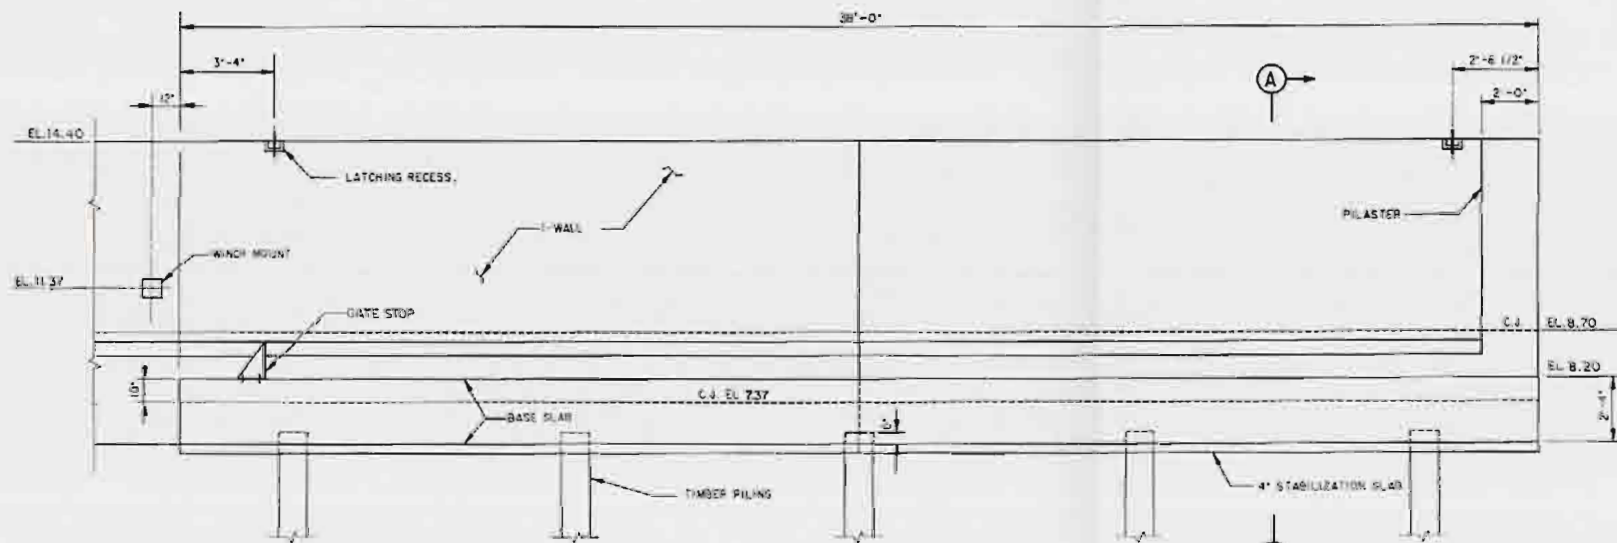 38'-0"
3'-4"
2'-6 1/2"
A
12"
2'-0"
EL.14.40
LATCHING RECESS.
PILASTER
I-WALL
WINCH MOUNT
EL.11.37
GATE STOP
C.J.
EL.8.70
EL.8.20
10"
C.J. EL 7.37
2'-4"
BASE SLAB
6"
4" STABILIZATION SLAB
TIMBER PILING